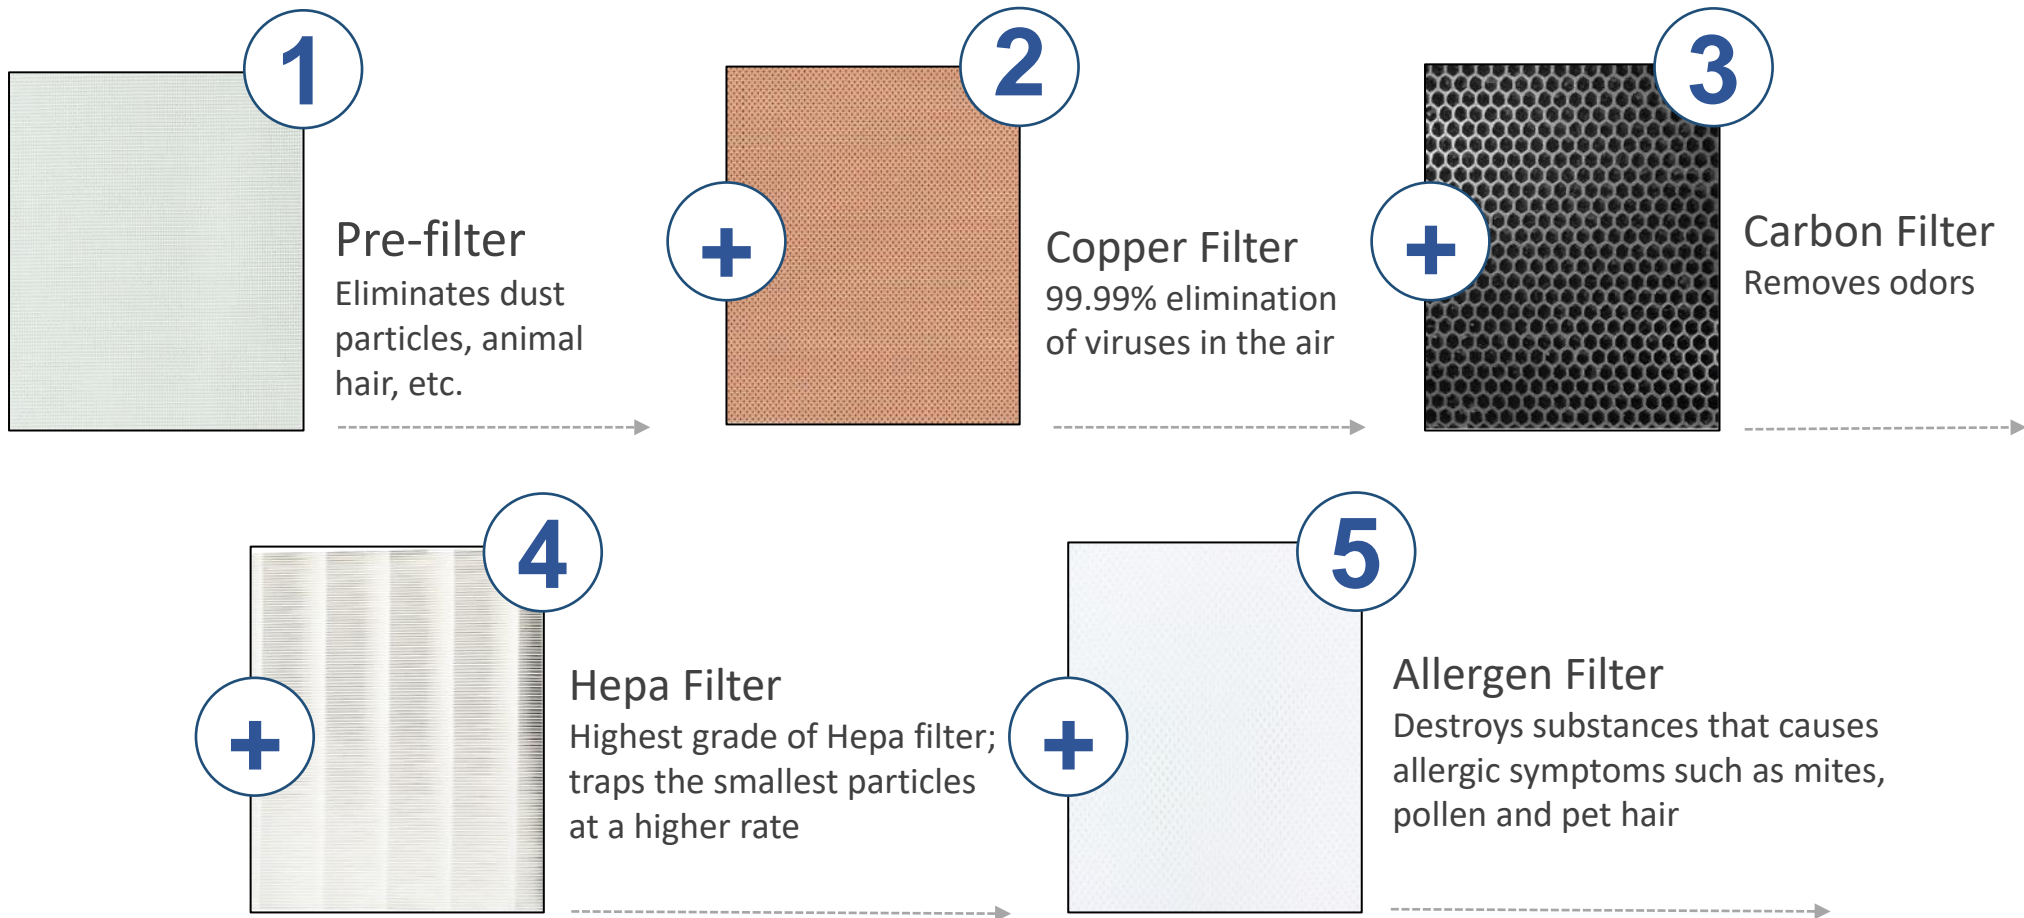 1
Pre-filter
Eliminates dust
particles, animal
hair, etc.
+
2
Copper Filter
99.99% elimination
of viruses in the air
+
3
Carbon Filter
Removes odors
+
4
Hepa Filter
Highest grade of Hepa filter;
traps the smallest particles
at a higher rate
+
5
Allergen Filter
Destroys substances that causes
allergic symptoms such as mites,
pollen and pet hair